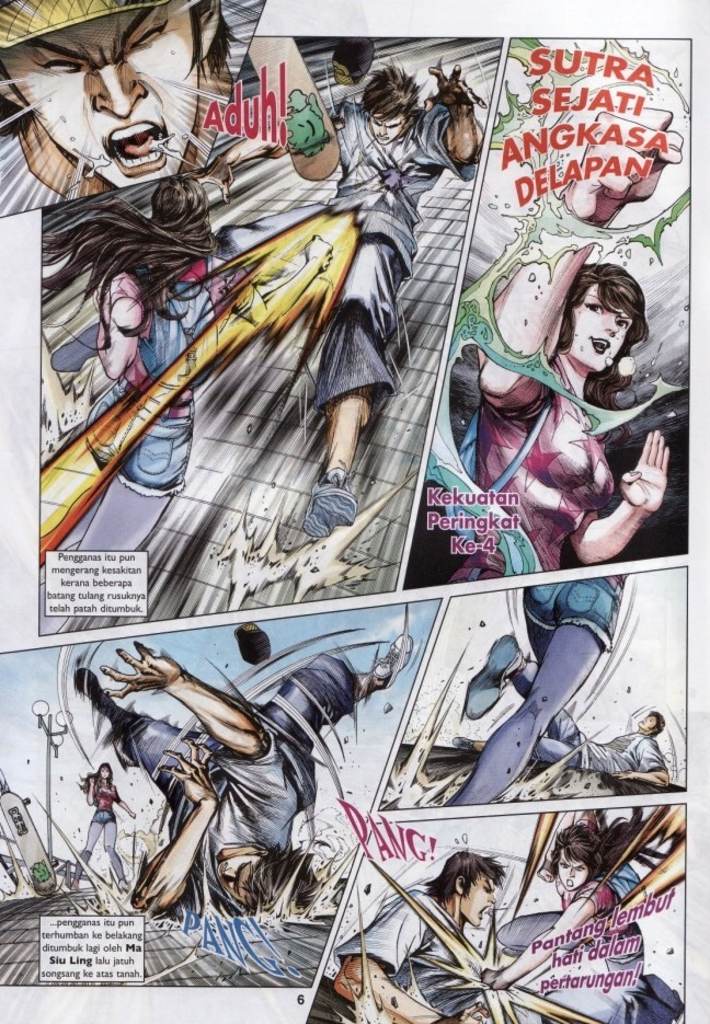 Aduh!
SUTRA
SEJATI
ANGKASA
DELAPAN
Kekuatan
Peringkat
Ke-4
Pengganas itu pun
mengerang kesakitan
kerana beberapa
batang tulang rusuknya
telah patah ditumbuk.
PANG!
...pengganas itu pun
terhumban ke belakang
ditumbuk lagi oleh Ma
Siu Ling lalu jatuh
songsang ke atas tanah.
PANG!
Pantang lembut
hati dalam
pertarungan!
6